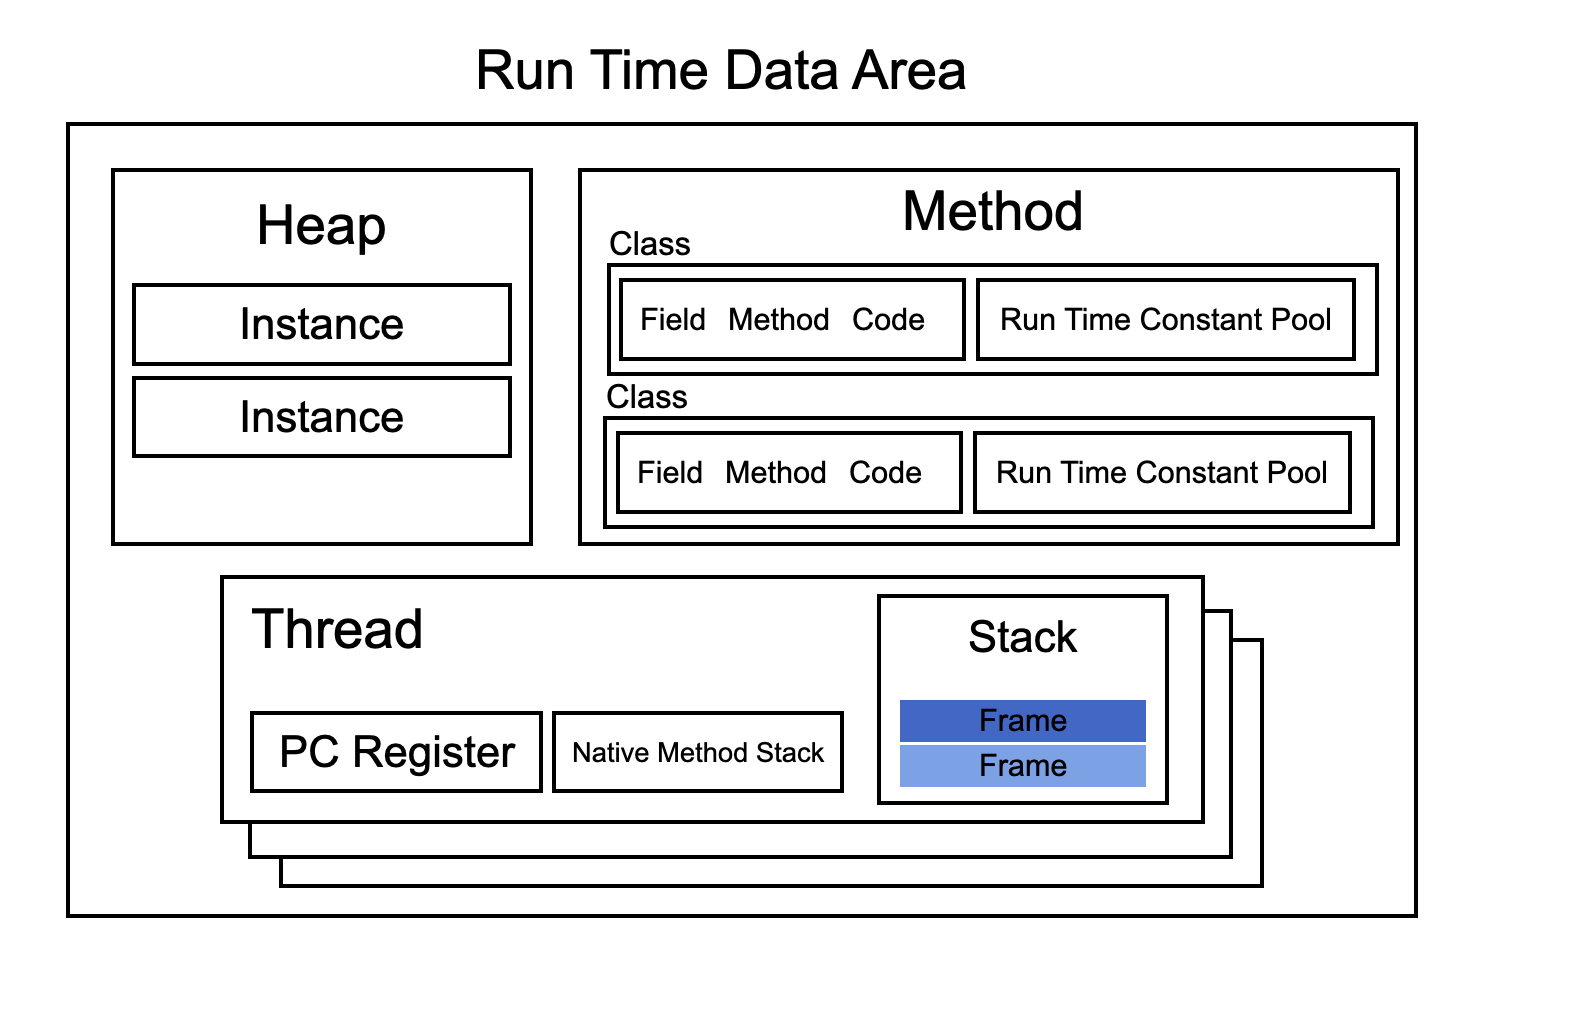 Run Time Data Area
Heap
Instance
Instance
Method
Class
Field Method Code
Run Time Constant Pool
Class
Field Method Code
Run Time Constant Pool
Thread
PC Register
Native Method Stack
Stack
Frame
Frame